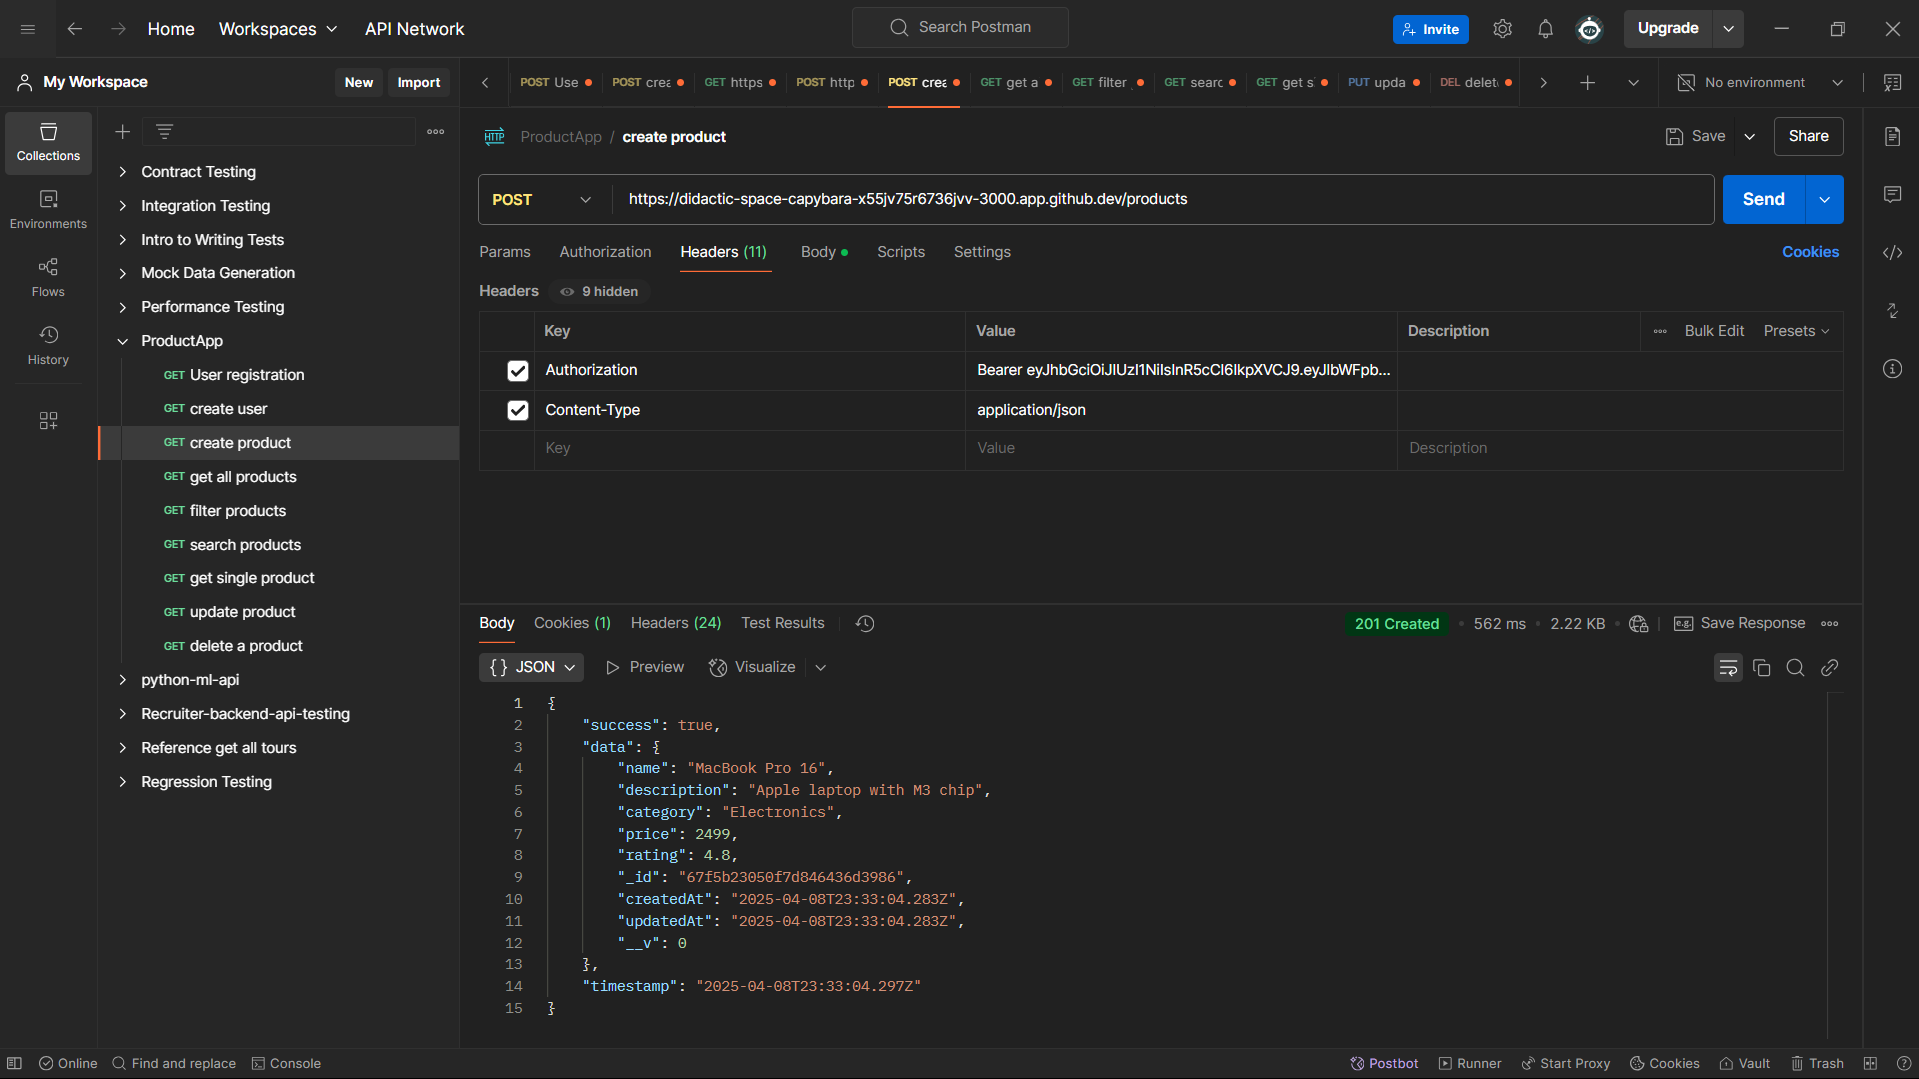 Home Workspaces API Network Search Postman Invite Upgrade
My Workspace New Import
POST Use POST crea GET https POST http POST crea GET get a GET filter GET searc GET get s PUT upda DEL delet No environment
Collections
Environments
Flows
History
Contract Testing
Integration Testing
Intro to Writing Tests
Mock Data Generation
Performance Testing
ProductApp
GET User registration
GET create user
GET create product
GET get all products
GET filter products
GET search products
GET get single product
GET update product
GET delete a product
python-ml-api
Recruiter-backend-api-testing
Reference get all tours
Regression Testing
HTTP ProductApp / create product Save Share
POST https://didactic-space-capybara-x55jv75r6736jvv-3000.app.github.dev/products Send
Params Authorization Headers (11) Body Scripts Settings Cookies
Headers 9 hidden
Key Value Description Bulk Edit Presets
Authorization Bearer eyJhbGciOiJIUzI1NiIsInR5cCI6IkpXVCJ9.eyJlbWFpb...
Content-Type application/json
Key Value Description
Body Cookies (1) Headers (24) Test Results 201 Created • 562 ms • 2.22 KB • e.g. Save Response
{} JSON Preview Visualize
1 {
2 "success": true,
3 "data": {
4 "name": "MacBook Pro 16",
5 "description": "Apple laptop with M3 chip",
6 "category": "Electronics",
7 "price": 2499,
8 "rating": 4.8,
9 "_id": "67f5b23050f7d846436d3986",
10 "createdAt": "2025-04-08T23:33:04.283Z",
11 "updatedAt": "2025-04-08T23:33:04.283Z",
12 "__v": 0
13 },
14 "timestamp": "2025-04-08T23:33:04.297Z"
15 }
Online Find and replace Console Postbot Runner Start Proxy Cookies Vault Trash